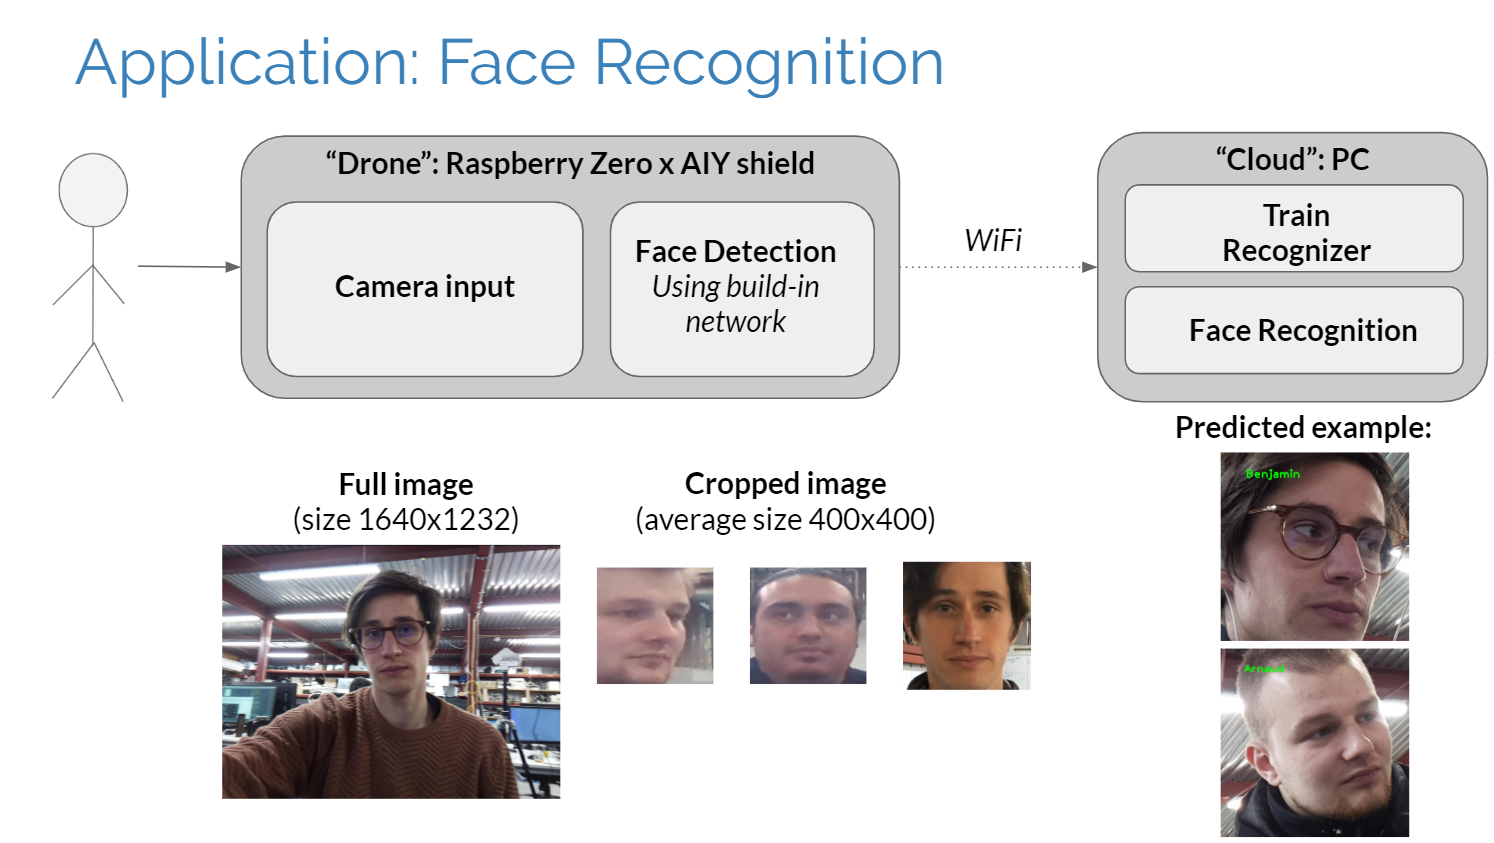 Application: Face Recognition
“Drone”: Raspberry Zero x AIY shield
Camera input
Face Detection
Using build-in
network
WiFi
“Cloud”: PC
Train
Recognizer
Face Recognition
Full image
(size 1640x1232)
Cropped image
(average size 400x400)
Predicted example:
Benjamin